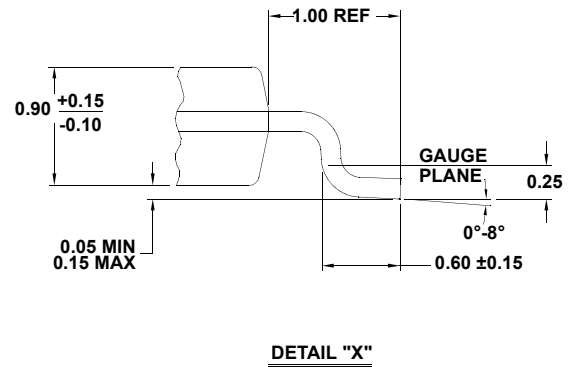 1.00 REF
0.90 +0.15
-0.10
GAUGE
PLANE
0.25
0°-8°
0.05 MIN
0.15 MAX
0.60 ±0.15
DETAIL "X"